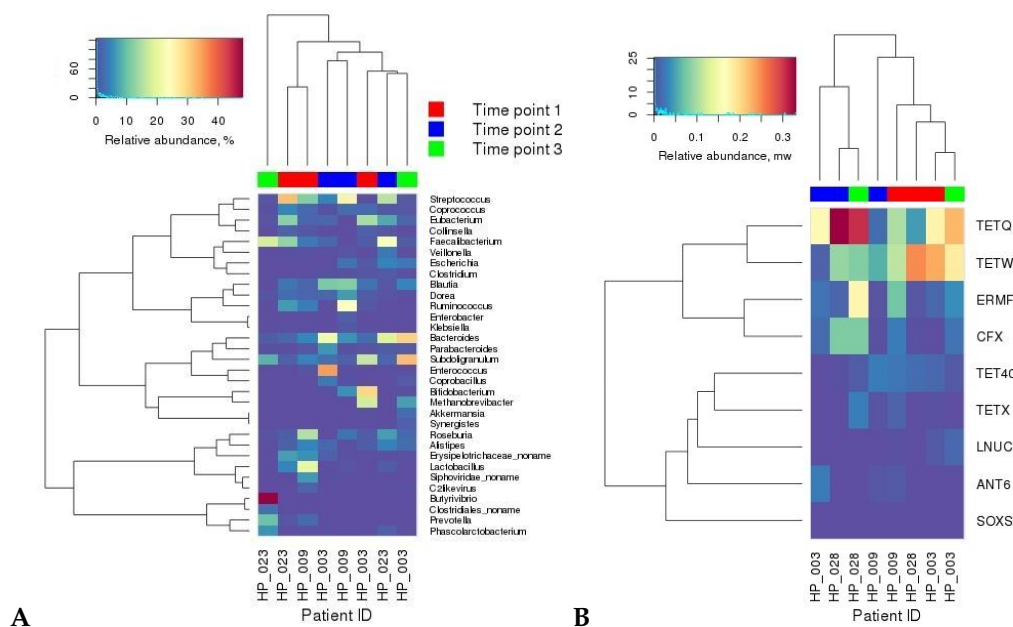 60
0
0 10 20 30 40
Relative abundance, %
Time point 1
Time point 2
Time point 3
Streptococcus
Coprococcus
Eubacterium
Collinsella
Faecalibacterium
Veillonella
Escherichia
Clostridium
Blautia
Dorea
Ruminococcus
Enterobacter
Klebsiella
Bacteroides
Parabacteroides
Subdoligranulum
Enterococcus
Coprobacillus
Bifidobacterium
Methanobrevibacter
Akkermansia
Synergistes
Roseburia
Alistipes
Erysipelotrichaceae_noname
Lactobacillus
Siphoviridae_noname
C2likevirus
Butyrivibrio
Clostridiales_noname
Prevotella
Phascolarctobacterium
HP_023
HP_023
HP_009
HP_003
HP_009
HP_003
HP_023
HP_003
Patient ID
A
25
15
0
0 0.1 0.2 0.3
Relative abundance, mw
TETQ
TETW
ERMF
CFX
TET40
TETX
LNUC
ANT6
SOXS
HP_003
HP_028
HP_028
HP_009
HP_009
HP_028
HP_003
HP_003
Patient ID
B